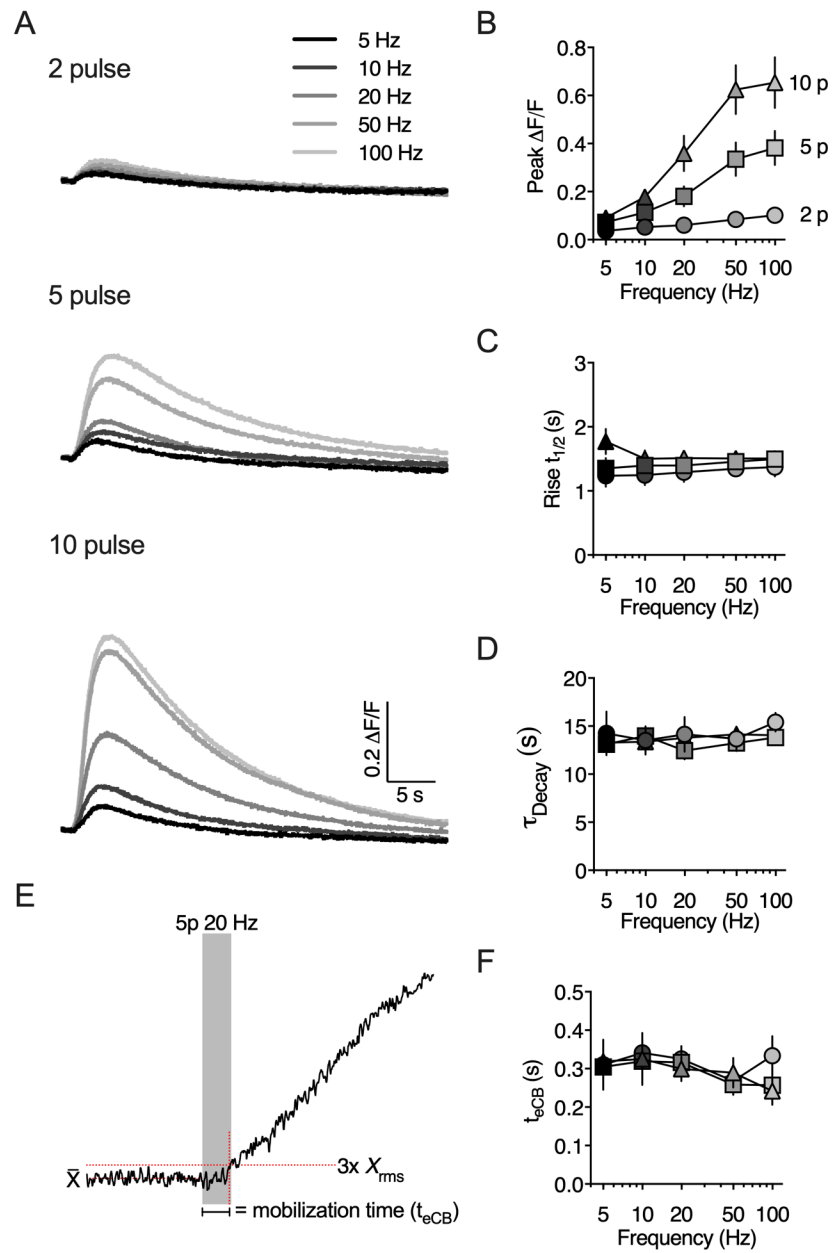 A
2 pulse
5 Hz
10 Hz
20 Hz
50 Hz
100 Hz
5 pulse
10 pulse
0.2 ΔF/F
5 s
B
Peak ΔF/F
0.8
0.6
0.4
0.2
0.0
10 p
5 p
2 p
5 10 20 50 100
Frequency (Hz)
C
Rise t1/2 (s)
3
2
1
0
5 10 20 50 100
Frequency (Hz)
D
τDecay (s)
20
15
10
5
0
5 10 20 50 100
Frequency (Hz)
E
5p 20 Hz
x̄
3x Xrms
= mobilization time (teCB)
F
teCB (s)
0.5
0.4
0.3
0.2
0.1
0.0
5 10 20 50 100
Frequency (Hz)